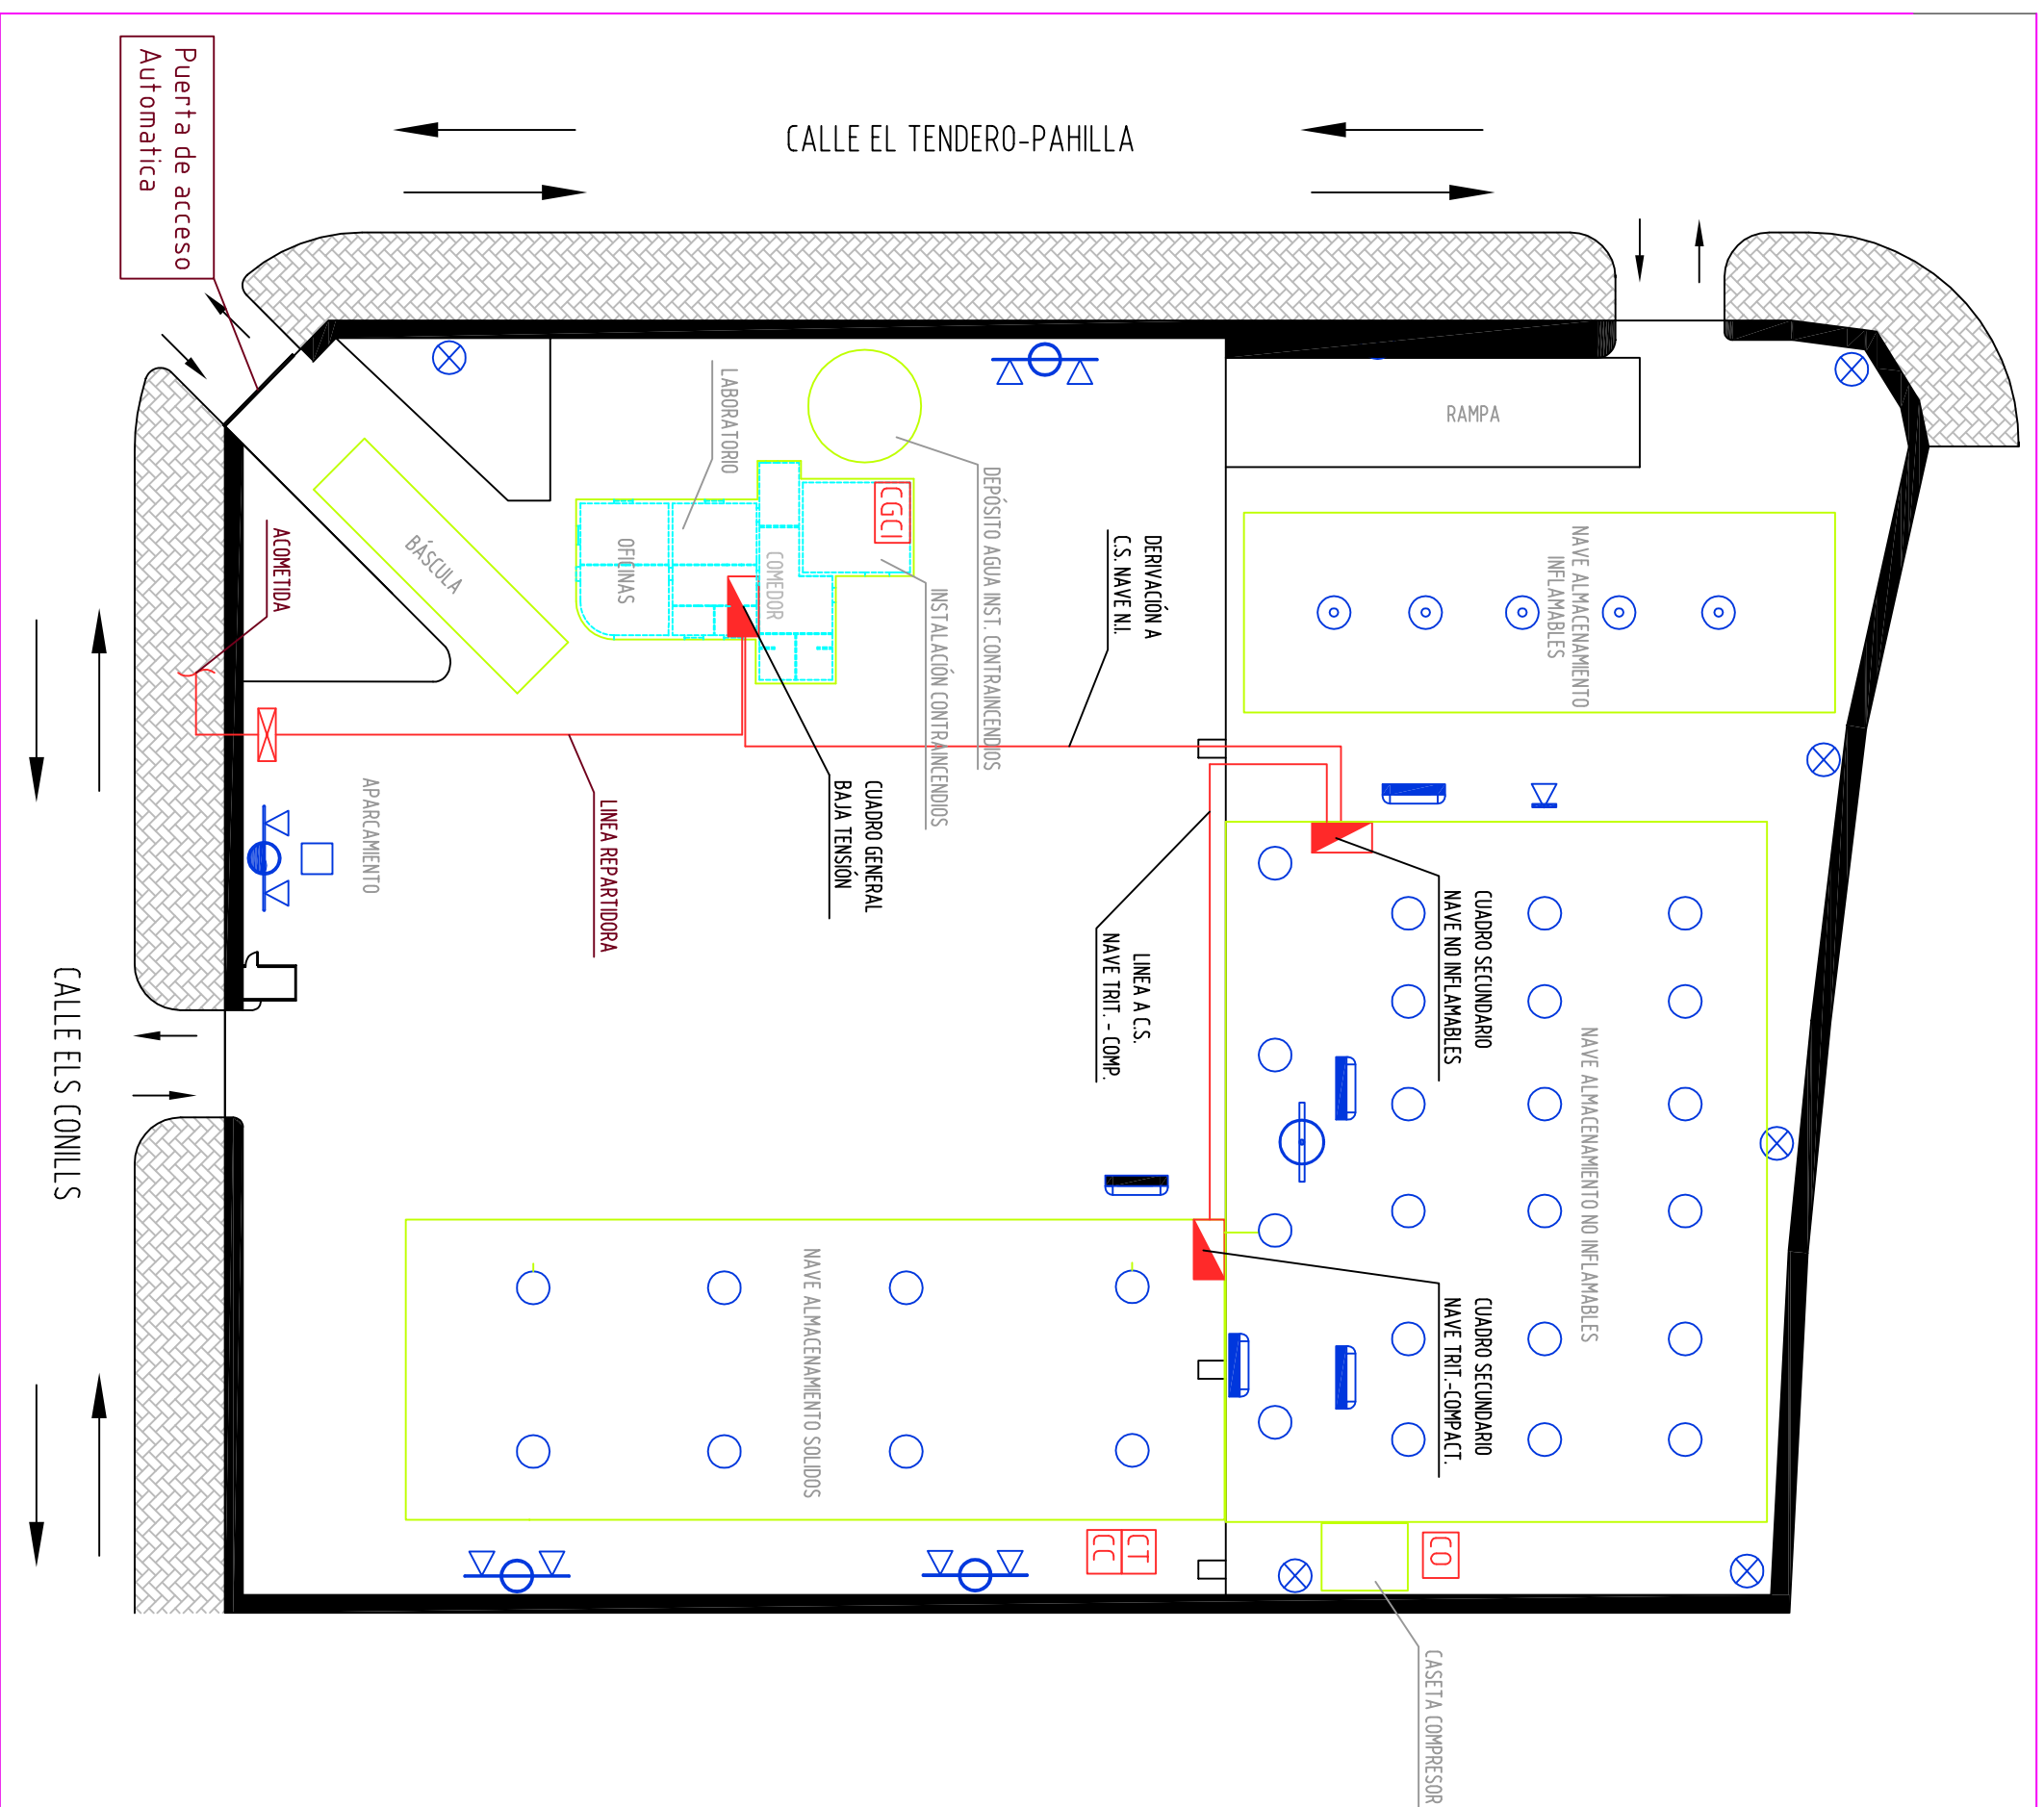 Puerta de acceso
Automatica
CALLE EL TENDERO-PAHILLA
RAMPA
LABORATORIO
DEPÓSITO AGUA INST. CONTRAINCENDIOS
CGCI
INSTALACIÓN CONTRAINCENDIOS
OFICINAS
COMEDOR
BÁSCULA
ACOMETIDA
DERIVACIÓN A
C.S. NAVE N.I.
NAVE ALMACENAMIENTO
INFLAMABLES
CUADRO GENERAL
BAJA TENSIÓN
LINEA REPARTIDORA
APARCAMIENTO
CUADRO SECUNDARIO
NAVE NO INFLAMABLES
LINEA A C.S.
NAVE TRIT. - COMP.
NAVE ALMACENAMIENTO NO INFLAMABLES
CALLE ELS CONILLS
NAVE ALMACENAMIENTO SOLIDOS
CUADRO SECUNDARIO
NAVE TRIT.-COMPACT.
CT
CC
CO
CASETA COMPRESOR